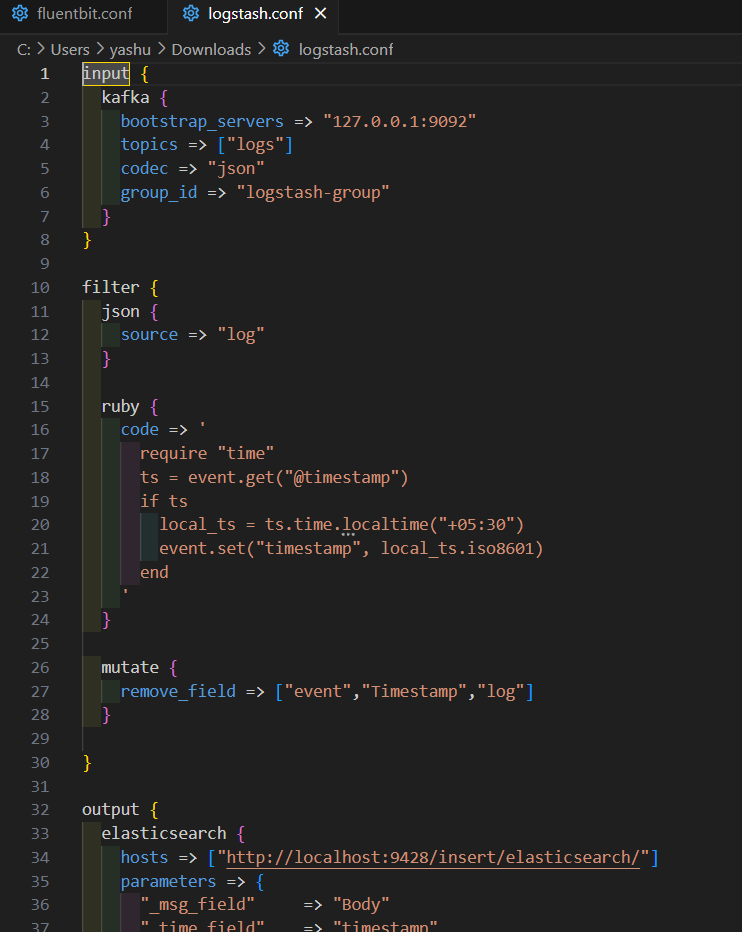 fluentbit.conf logstash.conf ×
C: > Users > yashu > Downloads > logstash.conf
1 input {
2 kafka {
3 bootstrap_servers => "127.0.0.1:9092"
4 topics => ["logs"]
5 codec => "json"
6 group_id => "logstash-group"
7 }
8 }
9
10 filter {
11 json {
12 source => "log"
13 }
14
15 ruby {
16 code => '
17 require "time"
18 ts = event.get("@timestamp")
19 if ts
20 local_ts = ts.time.localtime("+05:30")
21 event.set("timestamp", local_ts.iso8601)
22 end
23 '
24 }
25
26 mutate {
27 remove_field => ["event","Timestamp","log"]
28 }
29
30 }
31
32 output {
33 elasticsearch {
34 hosts => ["http://localhost:9428/insert/elasticsearch/"]
35 parameters => {
36 "_msg_field" => "Body"
37 "_time_field" => "timestamp"